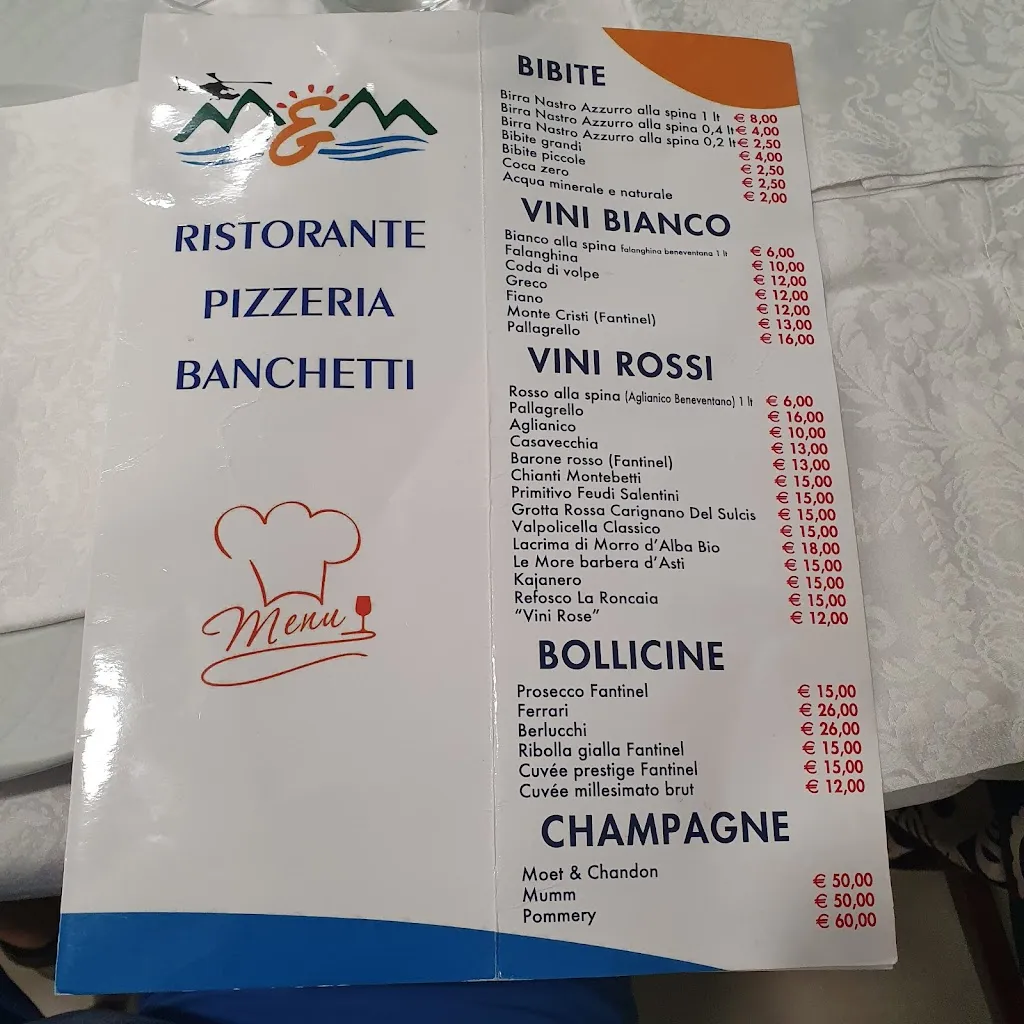 M&M
RISTORANTE
PIZZERIA
BANCHETTI
Menu
BIBITE
Birra Nastro Azzurro alla spina 1 lt € 8,00
Birra Nastro Azzurro alla spina 0,4 lt € 4,00
Birra Nastro Azzurro alla spina 0,2 lt € 2,50
Bibite grandi € 4,00
Bibite piccole € 2,50
Coca zero € 2,50
Acqua minerale e naturale € 2,00
VINI BIANCO
Bianco alla spina falanghina beneventana 1 lt € 6,00
Falanghina € 10,00
Coda di volpe € 12,00
Greco € 12,00
Fiano € 12,00
Monte Cristi (Fantinel) € 13,00
Pallagrello € 16,00
VINI ROSSI
Rosso alla spina (Aglianico Beneventano) 1 lt € 6,00
Pallagrello € 16,00
Aglianico € 10,00
Casavecchia € 13,00
Barone rosso (Fantinel) € 13,00
Chianti Montebetti € 15,00
Primitivo Feudi Salentini € 15,00
Grotta Rossa Carignano Del Sulcis € 15,00
Valpolicella Classico € 15,00
Lacrima di Morro d'Alba Bio € 18,00
Le More barbera d'Asti € 15,00
Kajanero € 15,00
Refosco La Roncaia € 15,00
"Vini Rose" € 12,00
BOLLICINE
Prosecco Fantinel € 15,00
Ferrari € 26,00
Berlucchi € 26,00
Ribolla gialla Fantinel € 15,00
Cuvée prestige Fantinel € 15,00
Cuvée millesimato brut € 12,00
CHAMPAGNE
Moet & Chandon € 50,00
Mumm € 50,00
Pommery € 60,00